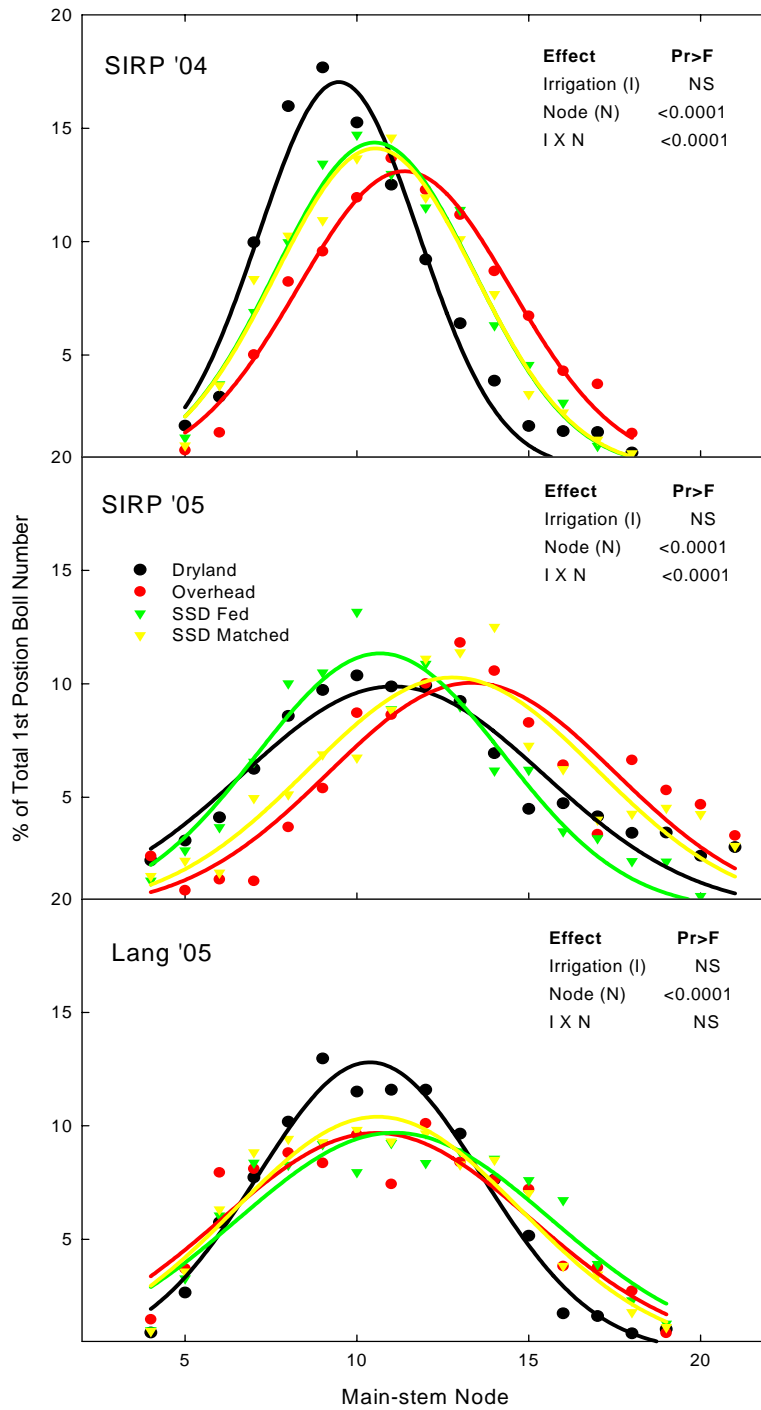 % of Total 1st Postion Boll Number
20
SIRP '04
Effect Pr>F
Irrigation (I) NS
Node (N) <0.0001
I X N <0.0001
15
10
5
20
SIRP '05
Effect Pr>F
Irrigation (I) NS
Node (N) <0.0001
I X N <0.0001
15
Dryland
Overhead
SSD Fed
SSD Matched
10
5
20
Lang '05
Effect Pr>F
Irrigation (I) NS
Node (N) <0.0001
I X N NS
15
10
5
5 10 15 20
Main-stem Node